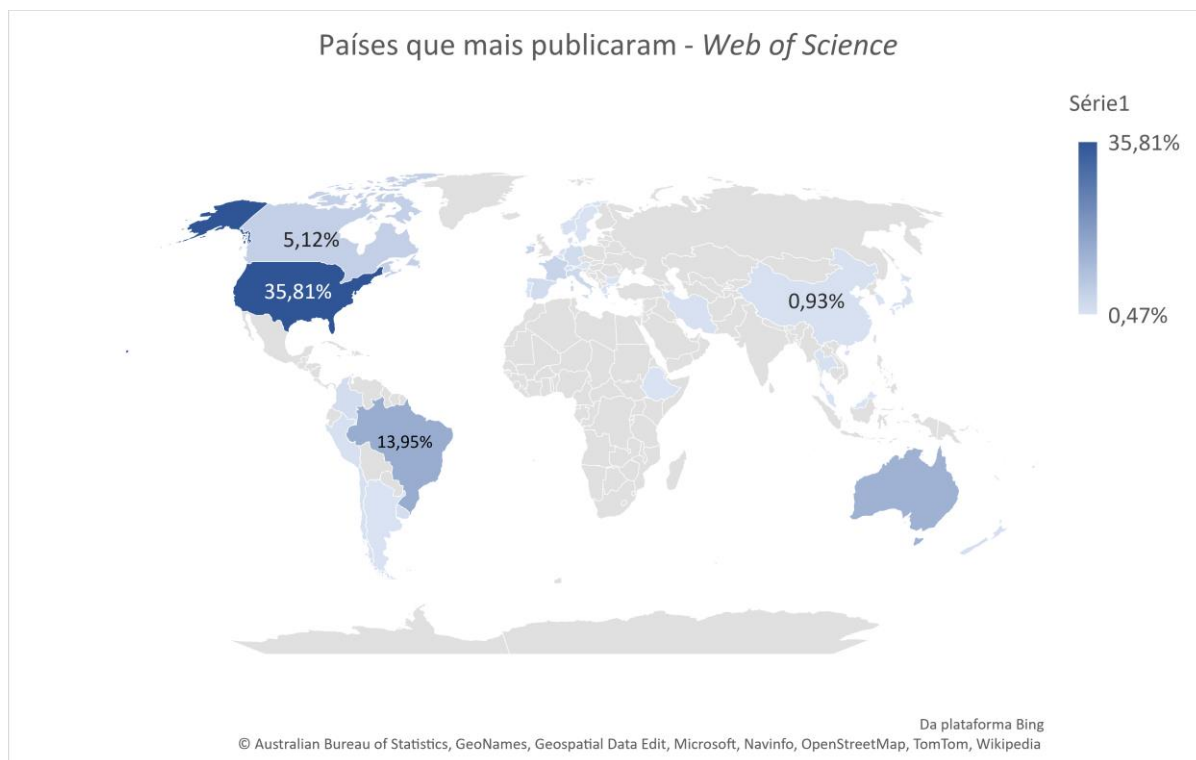 Países que mais publicaram - Web of Science
Série1
35,81%
0,47%
5,12%
35,81%
0,93%
13,95%
Da plataforma Bing
© Australian Bureau of Statistics, GeoNames, Geospatial Data Edit, Microsoft, Navinfo, OpenStreetMap, TomTom, Wikipedia